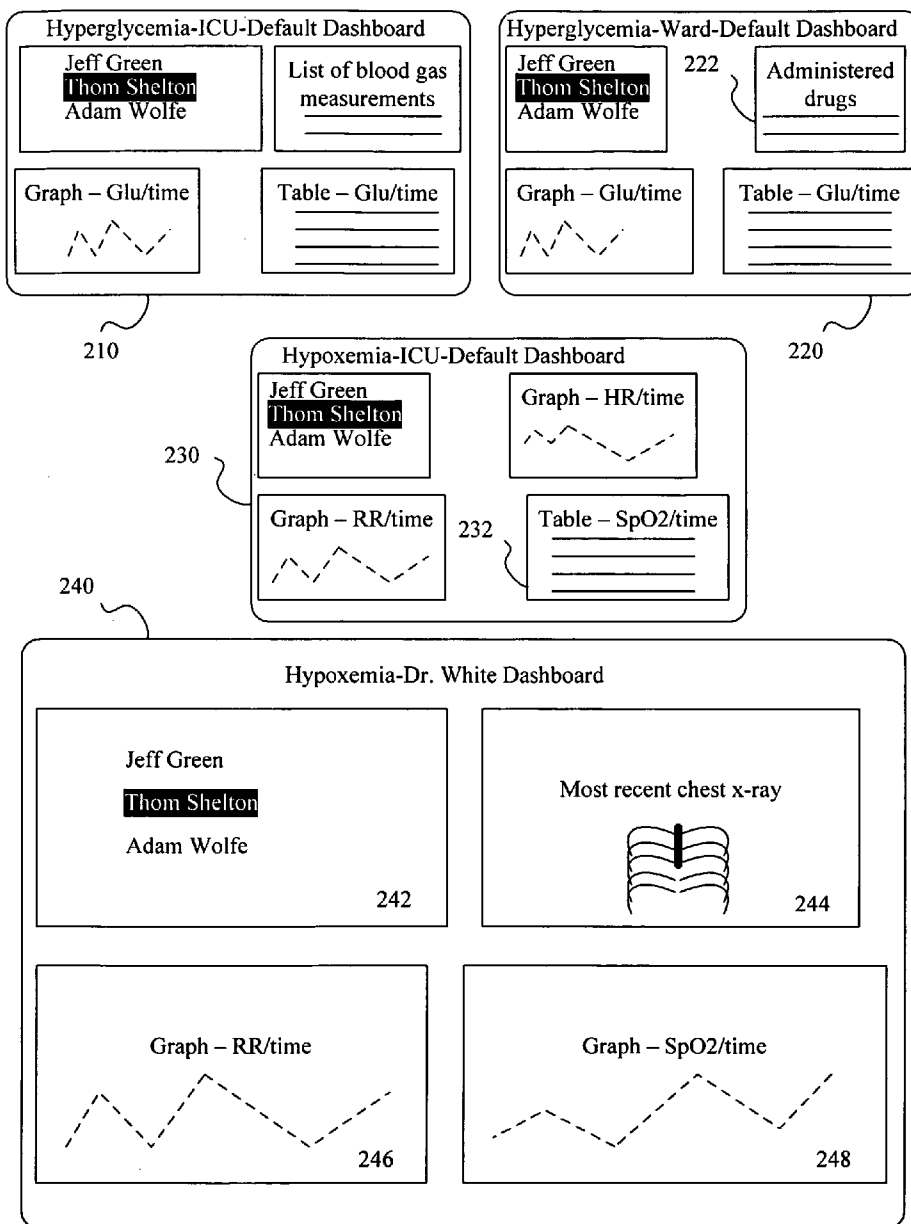 Hyperglycemia-ICU-Default Dashboard
Jeff Green
Thom Shelton
Adam Wolfe
List of blood gas
measurements
Graph – Glu/time
Table – Glu/time
210
Hyperglycemia-Ward-Default Dashboard
Jeff Green
Thom Shelton
Adam Wolfe
222
Administered
drugs
Graph – Glu/time
Table – Glu/time
220
Hypoxemia-ICU-Default Dashboard
Jeff Green
Thom Shelton
Adam Wolfe
Graph – HR/time
230
Graph – RR/time
232
Table – SpO2/time
240
Hypoxemia-Dr. White Dashboard
Jeff Green
Thom Shelton
Adam Wolfe
242
Most recent chest x-ray
244
Graph – RR/time
246
Graph – SpO2/time
248